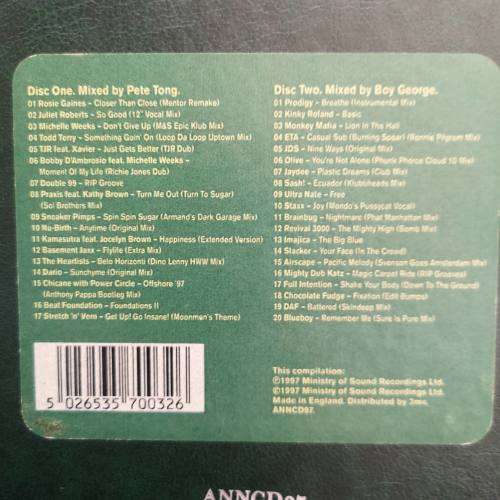 Disc One. Mixed by Pete Tong.
01 Rosie Gaines – Closer Than Close (Mentor Remake)
02 Juliet Roberts – So Good (12" Vocal Mix)
03 Michelle Weeks – Don't Give Up (M&S Epic Klub Mix)
04 Todd Terry – Something Goin' On (Loop Da Loop Uptown Mix)
05 TJR feat. Xavier – Just Gets Better (TJR Dub)
06 Bobby D'Ambrosio feat. Michelle Weeks –
Moment Of My Life (Richie Jones Dub)
07 Double 99 – RIP Groove
08 Praxis feat. Kathy Brown – Turn Me Out (Turn To Sugar)
(Sol Brothers Mix)
09 Sneaker Pimps – Spin Spin Sugar (Armand's Dark Garage Mix)
10 Nu-Birth – Anytime (Original Mix)
11 Kamasutra feat. Jocelyn Brown – Happiness (Extended Version)
12 Basement Jaxx – Flylife (Extra Mix)
13 The Heartists – Belo Horizonti (Dino Lenny HWW Mix)
14 Dario – Sunchyme (Original Mix)
15 Chicane with Power Circle – Offshore '97
(Anthony Pappa Bootleg Mix)
16 Beat Foundation – Foundations II
17 Stretch 'n' Vern – Get Up! Go Insane! (Moonmen's Theme)
5 026535 700326
Disc Two. Mixed by Boy George.
01 Prodigy – Breathe (Instrumental Mix)
02 Kinky Roland – Basic
03 Monkey Mafia – Lion In The Hall
04 ETA – Casual Sub (Burning Spear) (Ronnie Pilgrem Mix)
05 JDS – Nine Ways (Original Mix)
06 Olive – You're Not Alone (Phunk Phorce Cloud 10 Mix)
07 Jaydee – Plastic Dreams (Club Mix)
08 Sash! – Ecuador (Klubbheads Mix)
09 Ultra Naté – Free
10 Staxx – Joy (Mondo's Pussycat Vocal)
11 Brainbug – Nightmare (Phat Manhattan Mix)
12 Revival 3000 – The Mighty High (Bomb Mix)
13 Imajica – The Big Blue
14 Slacker – Your Face (In The Crowd)
15 Airscape – Pacific Melody (Svenson Goes Amsterdam Mix)
16 Mighty Dub Katz – Magic Carpet Ride (RIP Grooves)
17 Full Intention – Shake Your Body (Down To The Ground)
18 Chocolate Fudge – Fixation (Edit Bumps)
19 DAF – Battered (Skindeep Mix)
20 Blueboy – Remember Me (Sure Is Pure Mix)
This compilation:
℗1997 Ministry of Sound Recordings Ltd.
©1997 Ministry of Sound Recordings Ltd.
Made in England. Distributed by 3mv.
ANNCD97.
ANNCD97